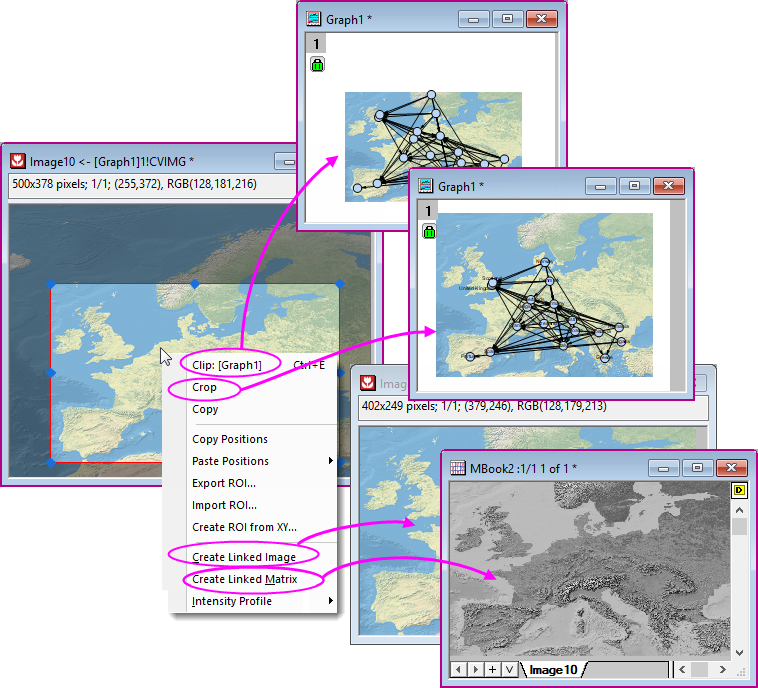 Graph1 *
1
Image10 <- [Graph1]1!CVIMG *
500x378 pixels; 1/1; (255,372), RGB(128,181,216)
Graph1 *
1
Clip: [Graph1] Ctrl+E
Crop
Copy
Copy Positions
Paste Positions
Export ROI...
Import ROI...
Create ROI from XY...
Create Linked Image
Create Linked Matrix
Intensity Profile
Imag
402x249 pixels; 1/1; (379,246), RGB(128,179,213)
MBook2 :1/1 1 of 1 *
D
Image10